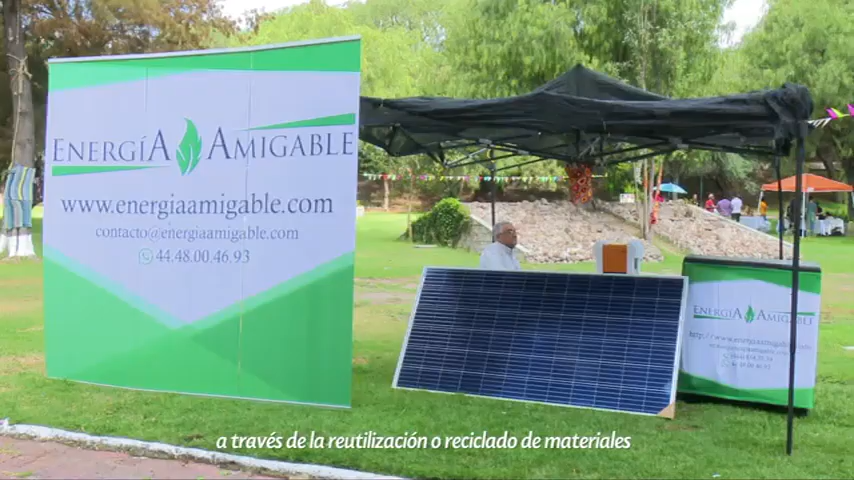 ENERGÍA AMIGABLE
www.energiaamigable.com
contacto@energiaamigable.com
44.48.00.46.93
ENERGÍA AMIGABLE
a través de la reutilización o reciclado de materiales